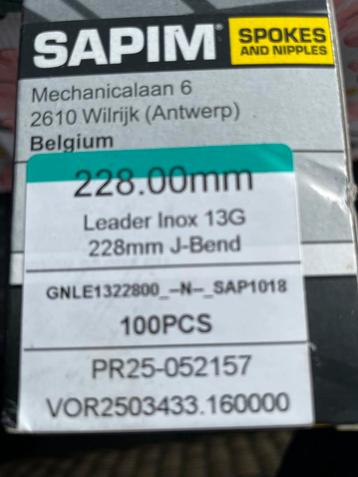 SAPIM®
SPOKES
AND NIPPLES
Mechanicalaan 6
2610 Wilrijk (Antwerp)
Belgium
228.00mm
Leader Inox 13G
228mm J-Bend
GNLE1322800_–N–_SAP1018
100PCS
PR25-052157
VOR2503433.160000